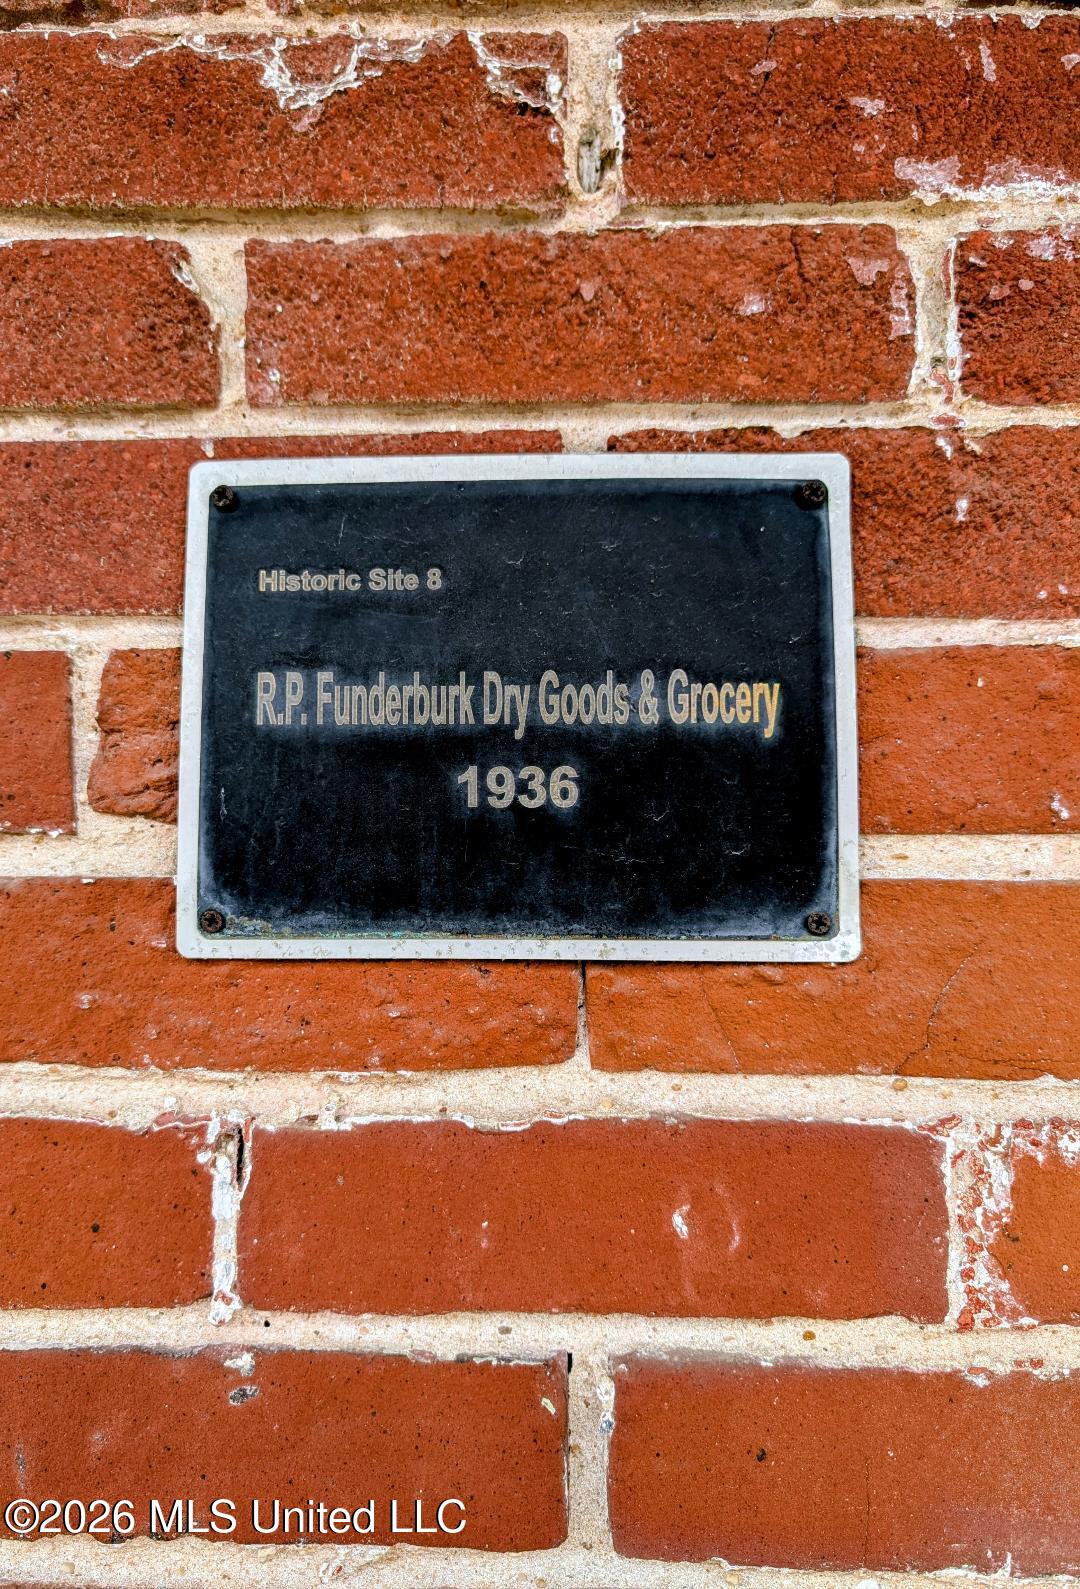 Historic Site 8
R.P. Funderburk Dry Goods & Grocery
1936
©2026 MLS United LLC